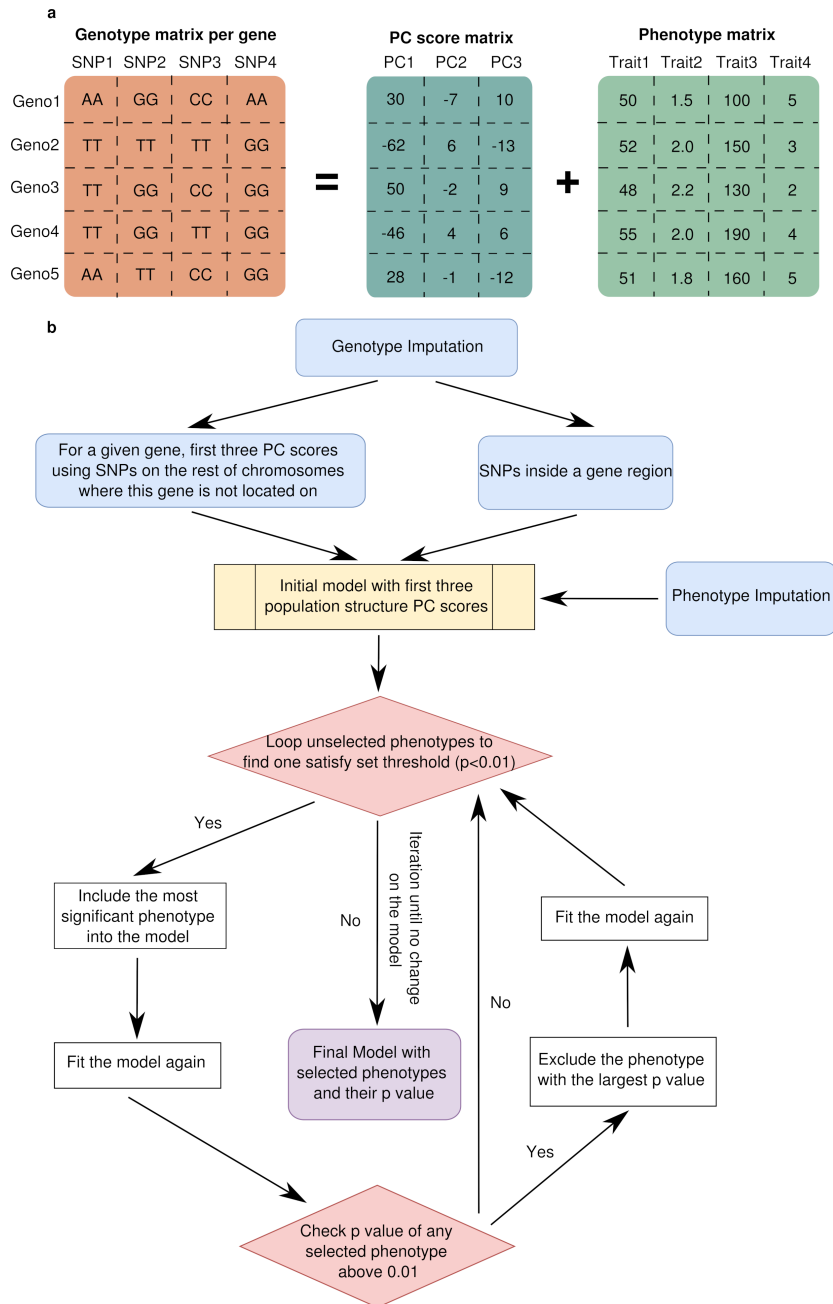 a
Genotype matrix per gene
PC score matrix
Phenotype matrix
SNP1 SNP2 SNP3 SNP4
PC1 PC2 PC3
Trait1 Trait2 Trait3 Trait4
Geno1 AA GG CC AA 30 -7 10 50 1.5 100 5
Geno2 TT TT TT GG -62 6 -13 52 2.0 150 3
Geno3 TT GG CC GG = 50 -2 9 + 48 2.2 130 2
Geno4 TT GG TT GG -46 4 6 55 2.0 190 4
Geno5 AA TT CC GG 28 -1 -12 51 1.8 160 5
b
Genotype Imputation
For a given gene, first three PC scores
using SNPs on the rest of chromosomes
where this gene is not located on
SNPs inside a gene region
Initial model with first three
population structure PC scores
Phenotype Imputation
Loop unselected phenotypes to
find one satisfy set threshold (p<0.01)
Yes
No
Iteration until no change
on the model
Include the most
significant phenotype
into the model
Fit the model again
Final Model with
selected phenotypes
and their p value
Check p value of any
selected phenotype
above 0.01
No
Yes
Exclude the phenotype
with the largest p value
Fit the model again